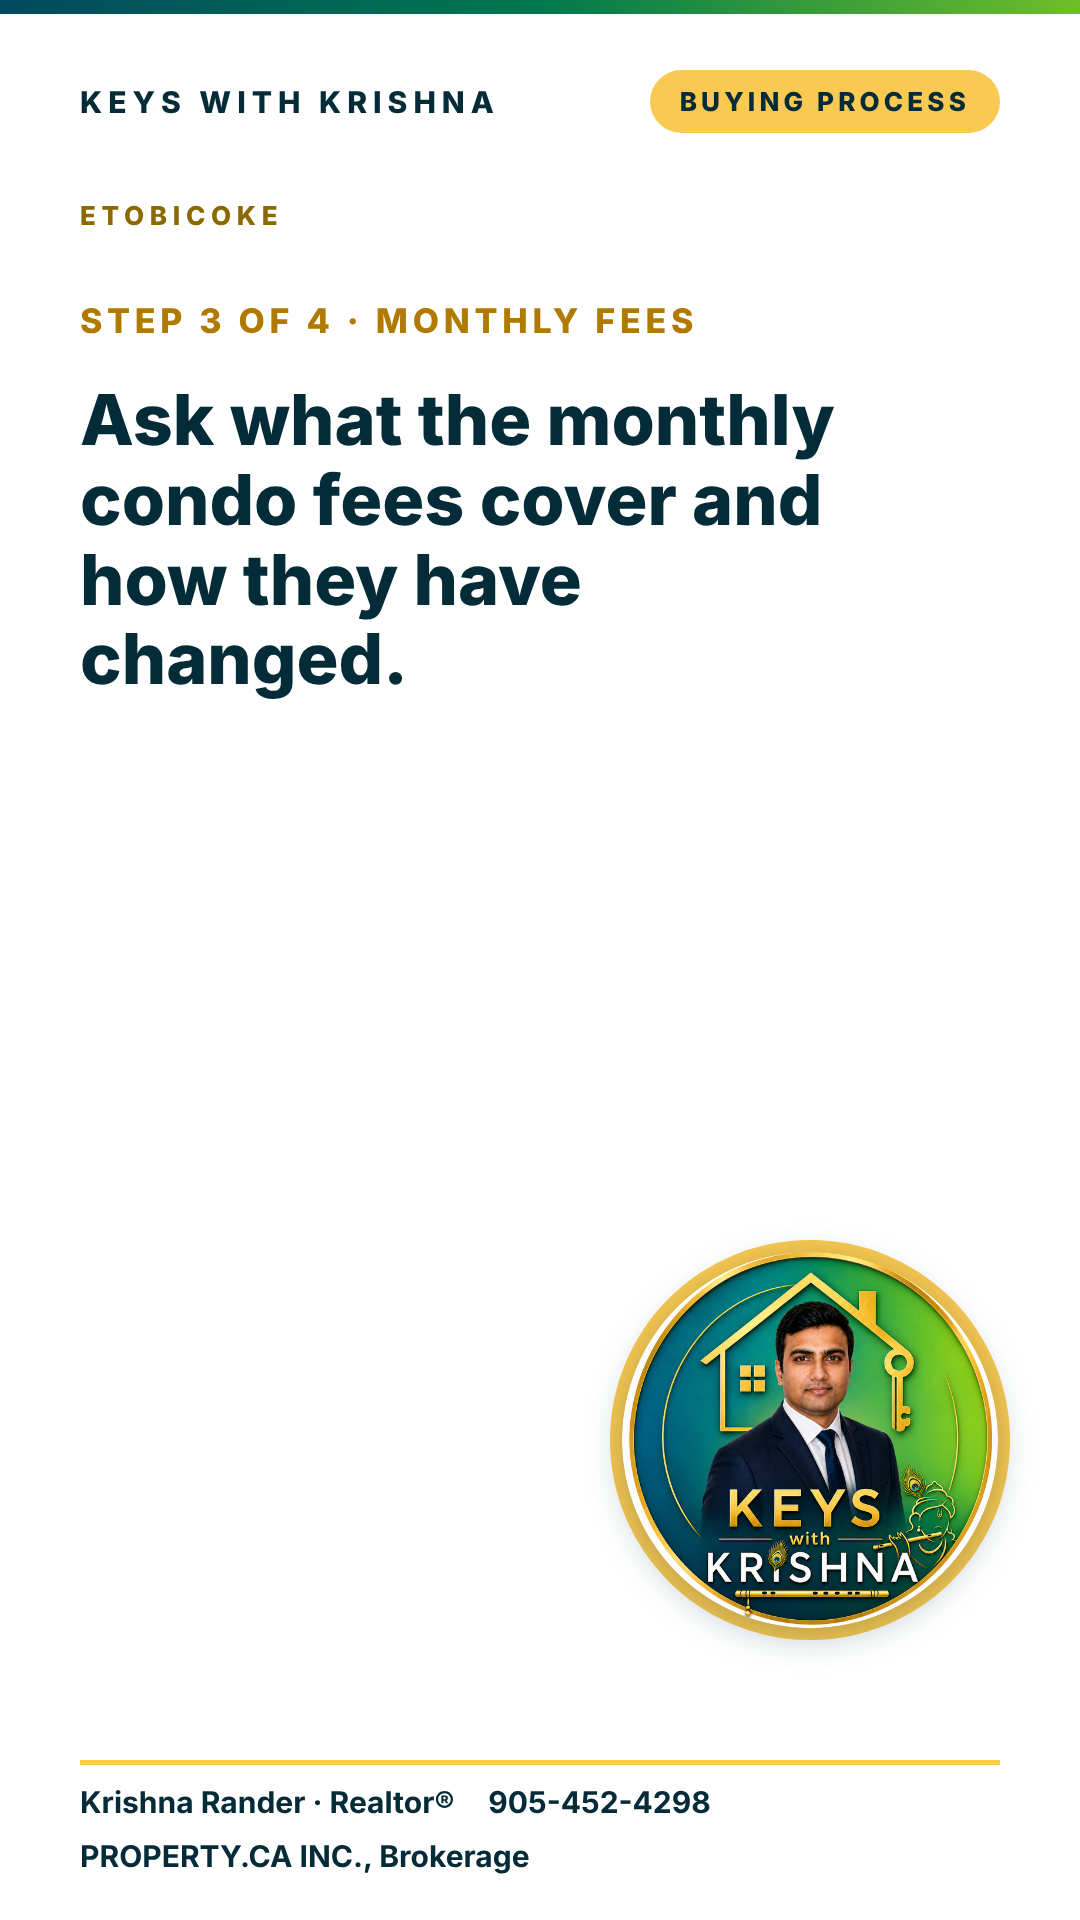 KEYS WITH KRISHNA
BUYING PROCESS
ETOBICOKE
STEP 3 OF 4 · MONTHLY FEES
Ask what the monthly
condo fees cover and
how they have
changed.
KEYS
with
KRISHNA
Krishna Rander · Realtor® 905-452-4298
PROPERTY.CA INC., Brokerage